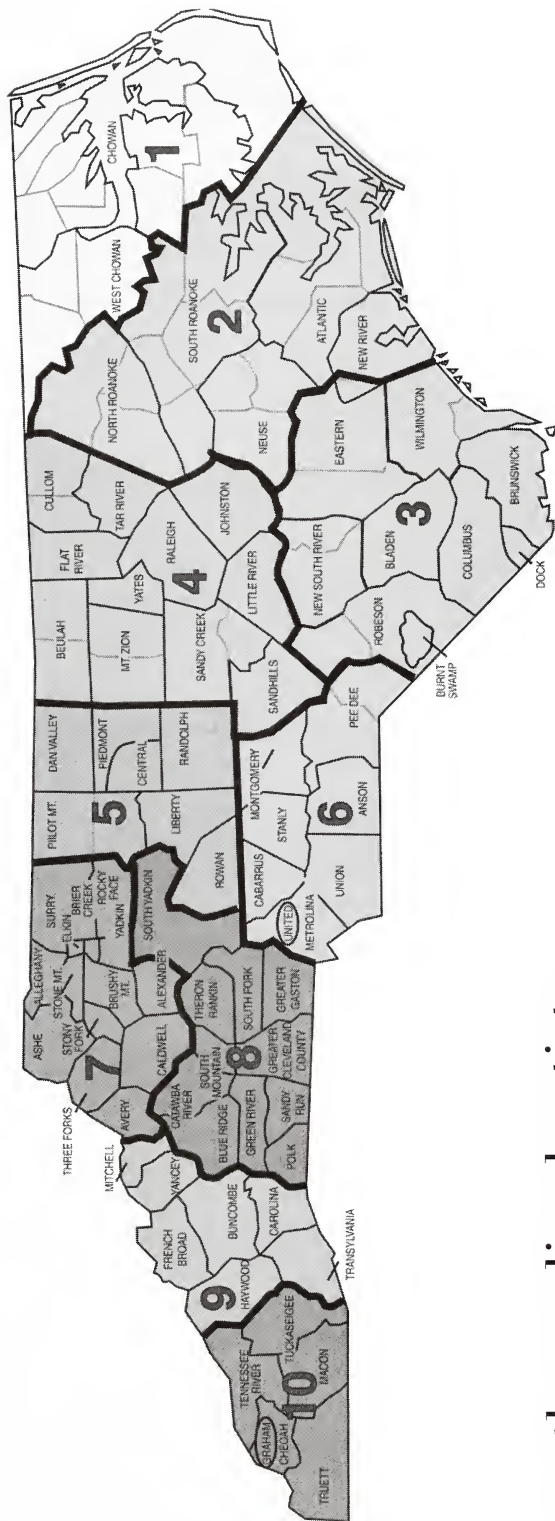 CHOWAN
1
WEST CHOWAN
NORTH ROANOKE
SOUTH ROANOKE
2
ATLANTIC
NEW RIVER
NEUSE
EASTERN
WILMINGTON
NEW SOUTH RIVER
BLADEN
3
BRUNSWICK
COLUMBUS
DOCK
ROBESON
BURNT
SWAMP
CULLOM
TAR RIVER
FLAT
RIVER
RALEIGH
4
JOHNSTON
YATES
LITTLE RIVER
BEULAH
MT. ZION
SANDY CREEK
SANDHILLS
DAN VALLEY
PIEDMONT
CENTRAL
RANDOLPH
PIILOT MT.
5
LIBERTY
ROWAN
PEE DEE
MONTGOMERY
STANLY
6
ANSON
CABARRUS
UNION
UNITED
METROLINA
SURRY
ELKIN
BRIER
CREEK
ROCKY
FACE
YADKIN
SOUTH YADKIN
ALLEGHANY
STONE MT.
BRUSHY
MT.
ALEXANDER
ASHE
STONY
FORK
7
CALDWELL
THREE FORKS
AVERY
THERON
RANKIN
SOUTH FORK
GREATER
GASTON
SOUTH
MOUNTAIN
8
GREATER
CLEVELAND
COUNTY
CATAWBA
RIVER
BLUE RIDGE
GREEN RIVER
SANDY
RUN
POLK
MITCHELL
YANCEY
FRENCH
BROAD
BUNCOMBE
CAROLINA
9
HAYWOOD
TRANSYLVANIA
TENNESSEE
RIVER
TUCKASEIGEE
10
MACON
GRAHAM
CHEOAH
TRUETT